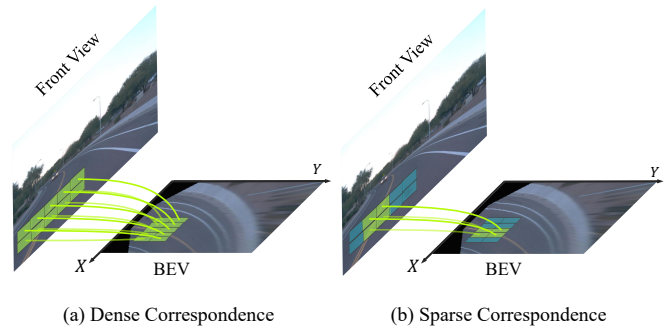 Front View
Y
X
BEV
(a) Dense Correspondence
Front View
Y
X
BEV
(b) Sparse Correspondence